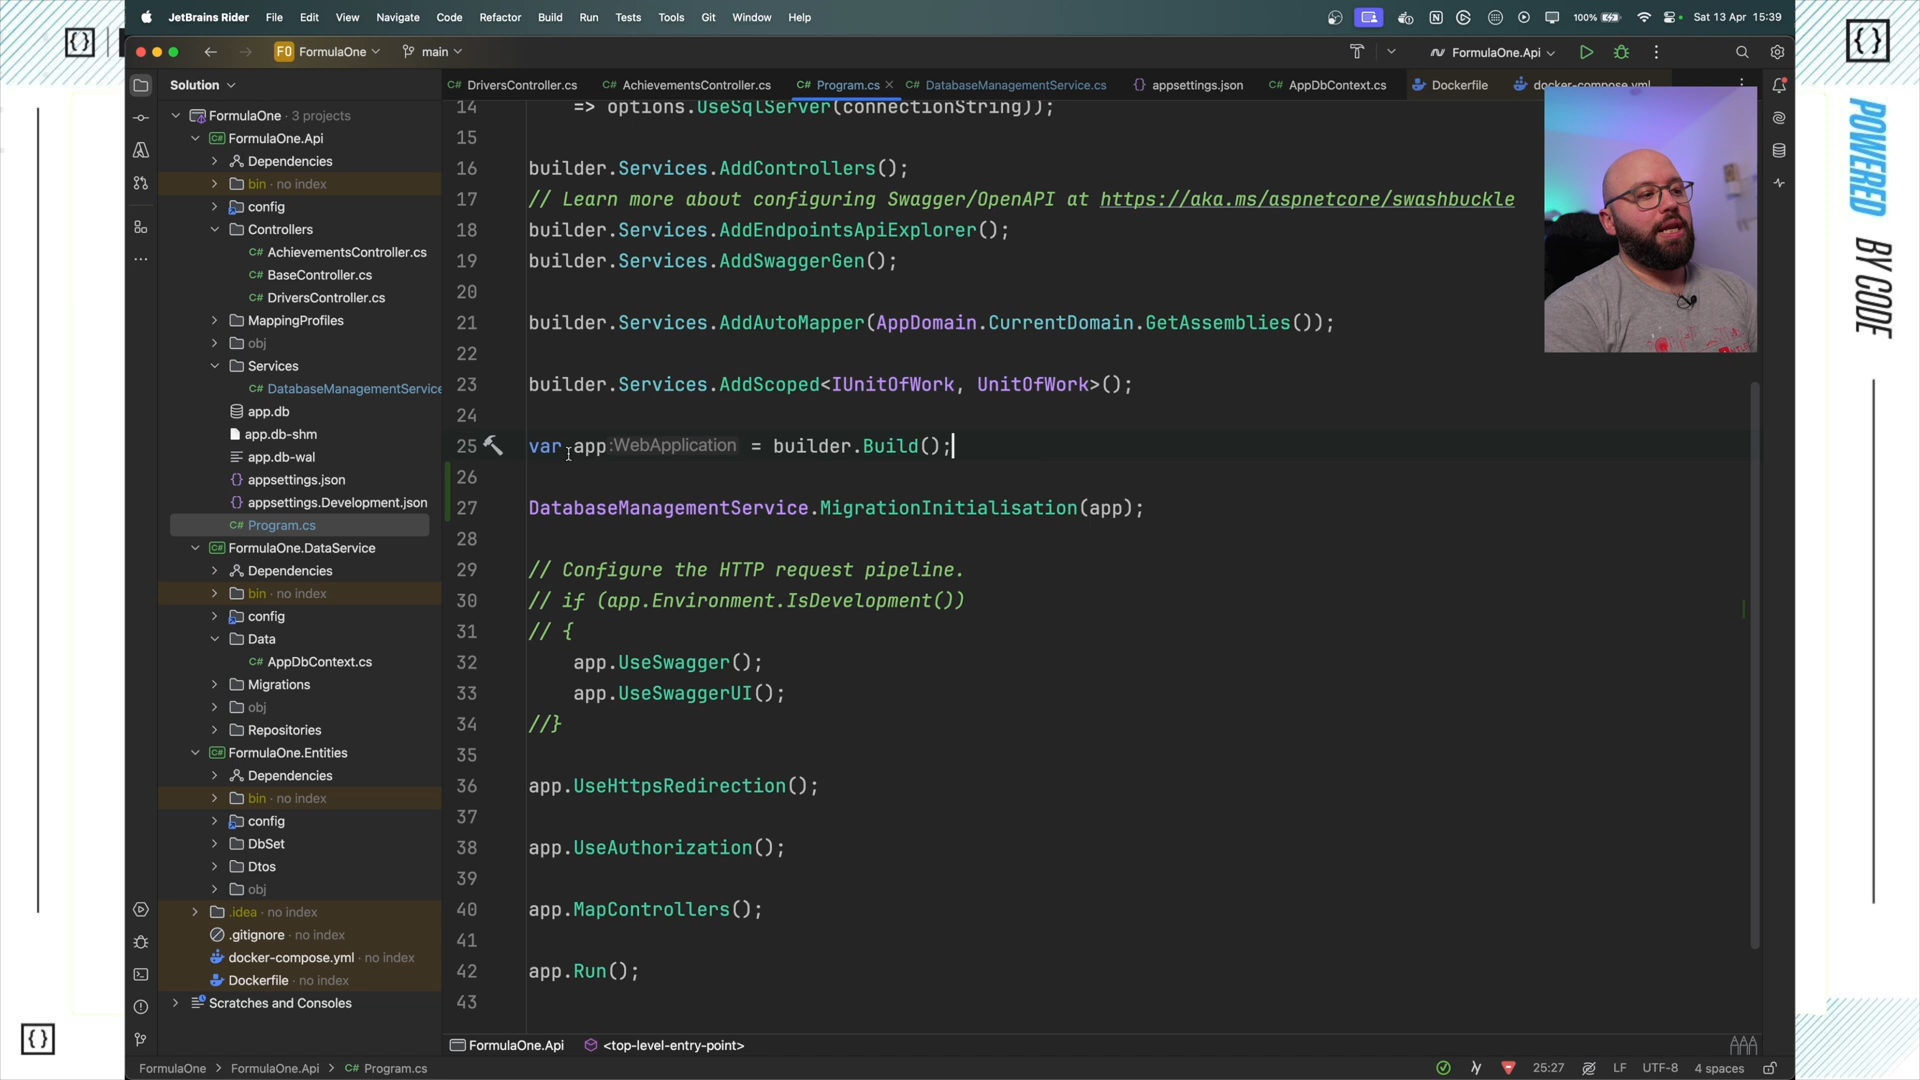 JetBrains Rider File Edit View Navigate Code Refactor Build Run Tests Tools Git Window Help 100% Sat 13 Apr 15:39
FO FormulaOne main FormulaOne.Api
Solution
C# DriversController.cs C# AchievementsController.cs C# Program.cs C# DatabaseManagementService.cs {} appsettings.json C# AppDbContext.cs Dockerfile docker-compose.yml
FormulaOne · 3 projects
FormulaOne.Api
Dependencies
bin · no index
config
Controllers
C# AchievementsController.cs
C# BaseController.cs
C# DriversController.cs
MappingProfiles
obj
Services
C# DatabaseManagementService
app.db
app.db-shm
app.db-wal
{} appsettings.json
{} appsettings.Development.json
C# Program.cs
FormulaOne.DataService
Dependencies
bin · no index
config
Data
C# AppDbContext.cs
Migrations
obj
Repositories
FormulaOne.Entities
Dependencies
bin · no index
config
DbSet
Dtos
obj
.idea · no index
.gitignore · no index
docker-compose.yml · no index
Dockerfile · no index
Scratches and Consoles
14 => options.UseSqlServer(connectionString));
15
16 builder.Services.AddControllers();
17 // Learn more about configuring Swagger/OpenAPI at https://aka.ms/aspnetcore/swashbuckle
18 builder.Services.AddEndpointsApiExplorer();
19 builder.Services.AddSwaggerGen();
20
21 builder.Services.AddAutoMapper(AppDomain.CurrentDomain.GetAssemblies());
22
23 builder.Services.AddScoped<IUnitOfWork, UnitOfWork>();
24
25 var app:WebApplication = builder.Build();
26
27 DatabaseManagementService.MigrationInitialisation(app);
28
29 // Configure the HTTP request pipeline.
30 // if (app.Environment.IsDevelopment())
31 // {
32 app.UseSwagger();
33 app.UseSwaggerUI();
34 //}
35
36 app.UseHttpsRedirection();
37
38 app.UseAuthorization();
39
40 app.MapControllers();
41
42 app.Run();
43
FormulaOne.Api <top-level-entry-point>
FormulaOne > FormulaOne.Api > C# Program.cs 25:27 LF UTF-8 4 spaces
POWERED BY CODE